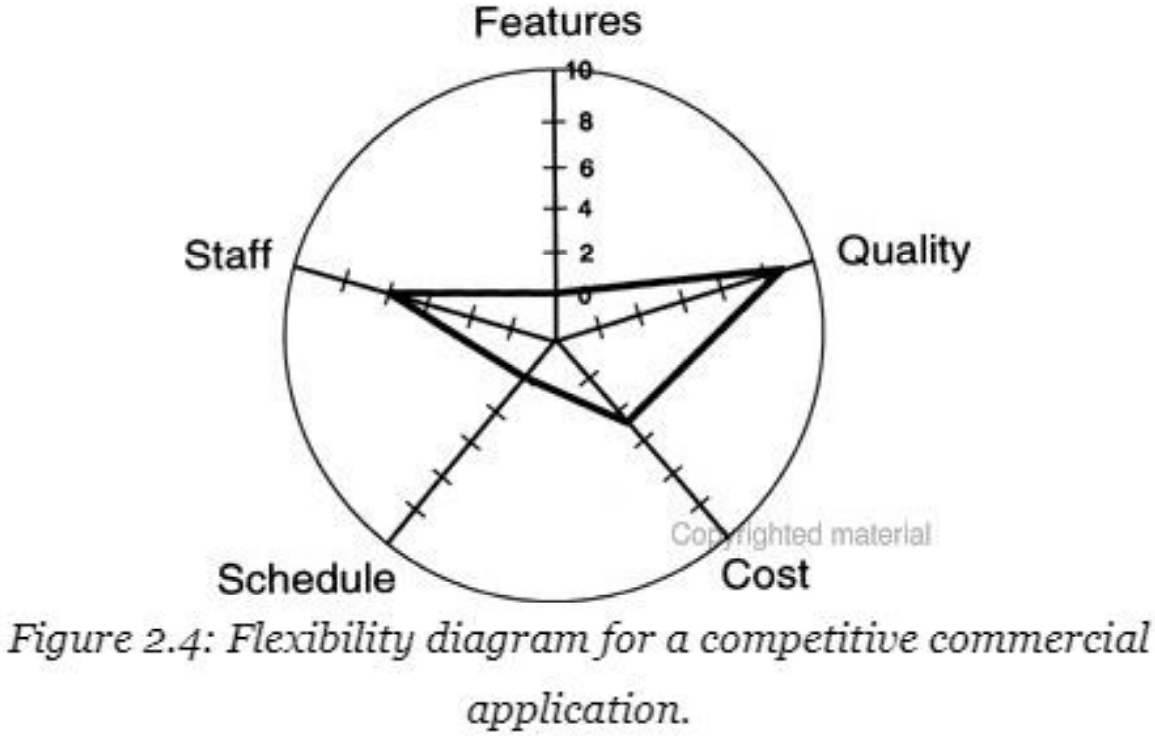 Features
10
8
6
4
2
0
Staff
Quality
Copyrighted material
Schedule
Cost
Figure 2.4: Flexibility diagram for a competitive commercial
application.